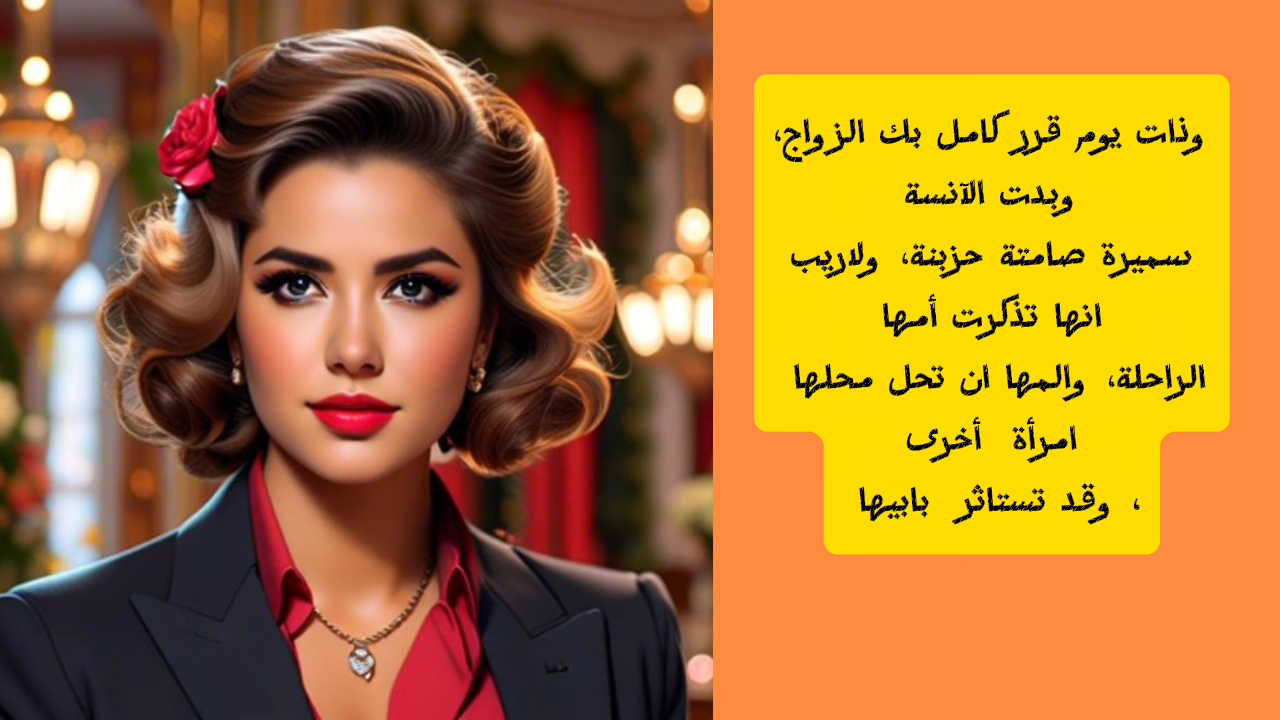 وذات يوم قرر كامل بك الزواج،
وبدت الآنسة
سميرة صامتة حزينة، ولاريب
انها تذكرت أمها
الراحلة، والمها ان تحل محلها
امرأة أخرى
، وقد تستاثر بابيها